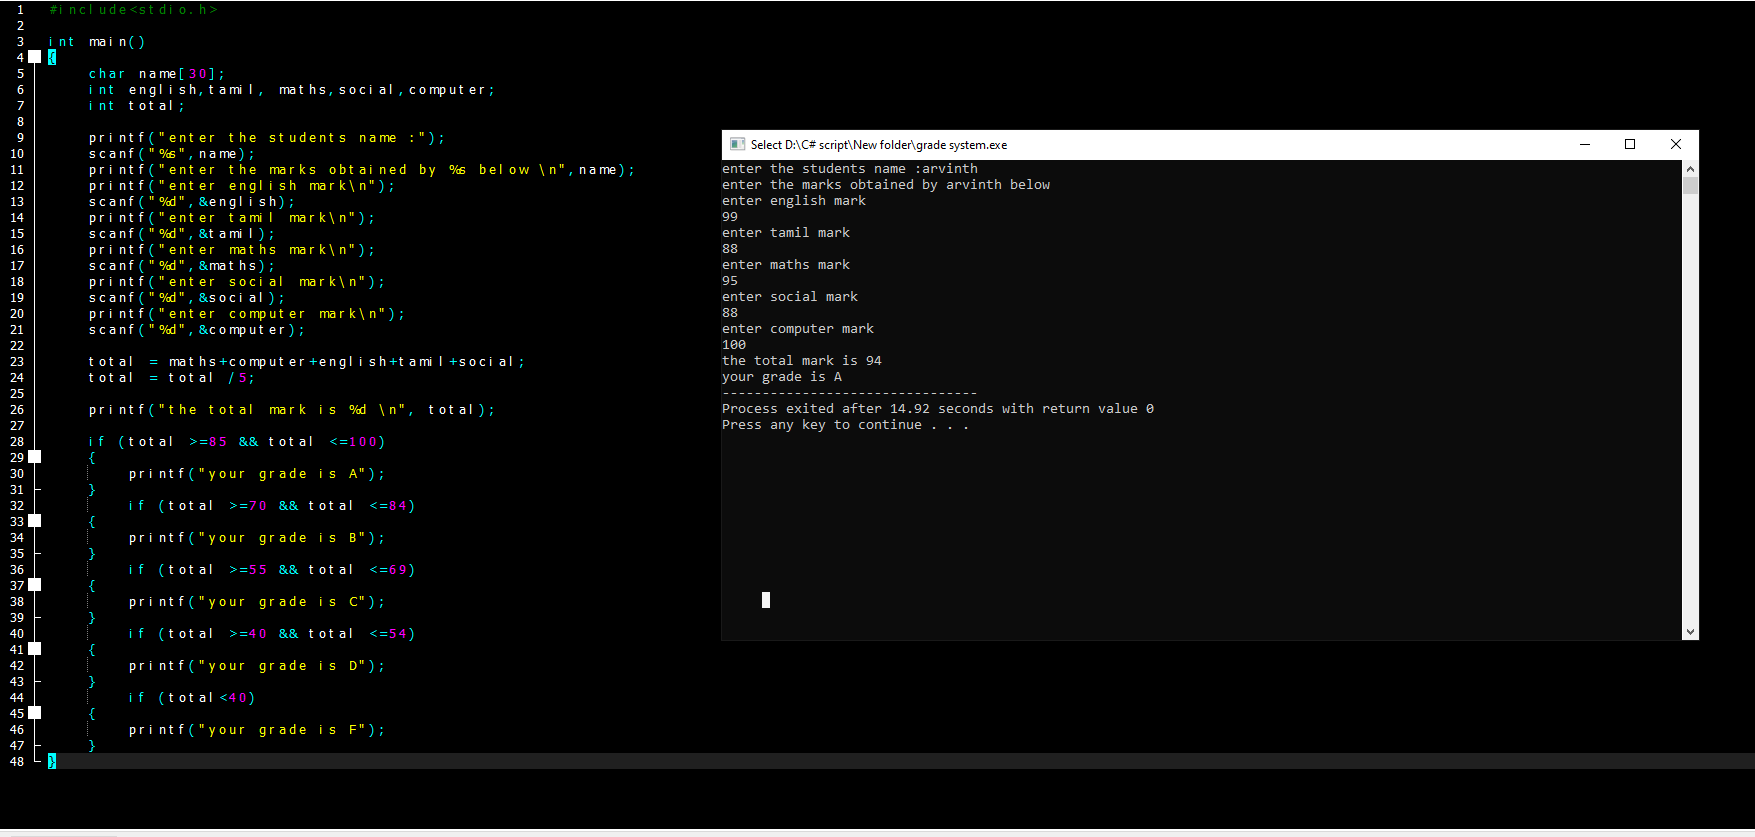 1 #include<stdio.h>
2
3 int main()
4 {
5 char name[30];
6 int english,tamil, maths,social,computer;
7 int total;
8
9 printf("enter the students name :");
10 scanf("%s",name);
11 printf("enter the marks obtained by %s below \n",name);
12 printf("enter english mark\n");
13 scanf("%d",&english);
14 printf("enter tamil mark\n");
15 scanf("%d",&tamil);
16 printf("enter maths mark\n");
17 scanf("%d",&maths);
18 printf("enter social mark\n");
19 scanf("%d",&social);
20 printf("enter computer mark\n");
21 scanf("%d",&computer);
22
23 total = maths+computer+english+tamil+social;
24 total = total /5;
25
26 printf("the total mark is %d \n", total);
27
28 if (total >=85 && total <=100)
29 {
30 printf("your grade is A");
31 }
32 if (total >=70 && total <=84)
33 {
34 printf("your grade is B");
35 }
36 if (total >=55 && total <=69)
37 {
38 printf("your grade is C");
39 }
40 if (total >=40 && total <=54)
41 {
42 printf("your grade is D");
43 }
44 if (total<40)
45 {
46 printf("your grade is F");
47 }
48 }
Select D:\C# script\New folder\grade system.exe
enter the students name :arvinth
enter the marks obtained by arvinth below
enter english mark
99
enter tamil mark
88
enter maths mark
95
enter social mark
88
enter computer mark
100
the total mark is 94
your grade is A
--------------------------------
Process exited after 14.92 seconds with return value 0
Press any key to continue . . .